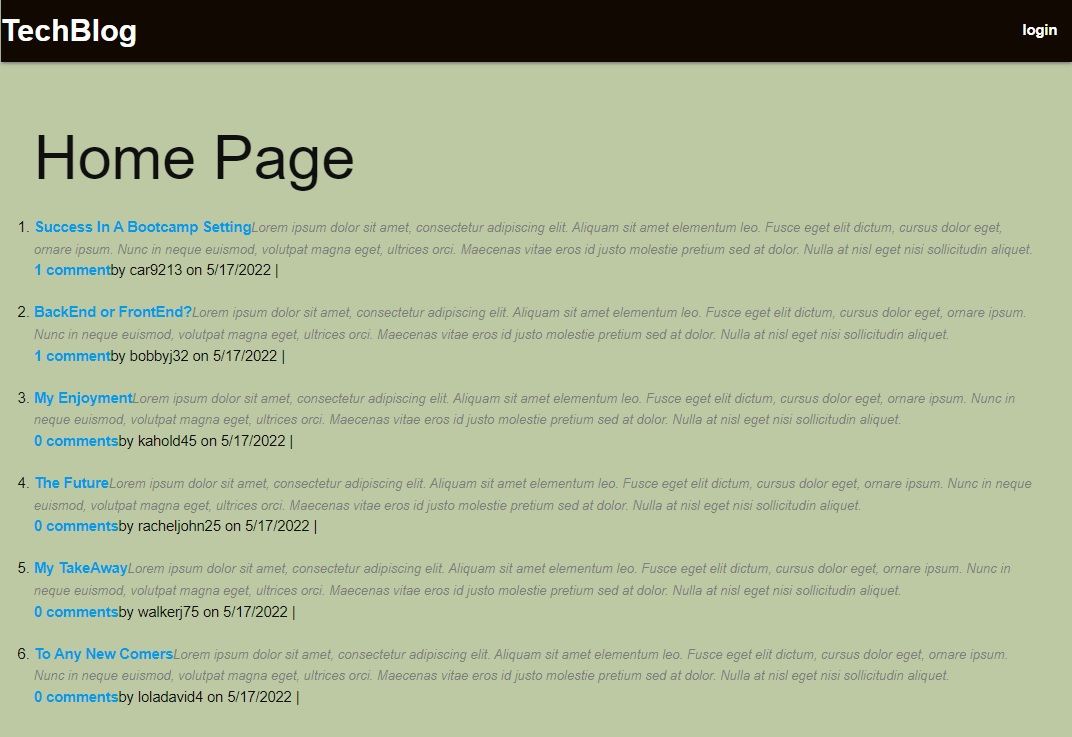 TechBlog
login
Home Page
1. Success In A Bootcamp SettingLorem ipsum dolor sit amet, consectetur adipiscing elit. Aliquam sit amet elementum leo. Fusce eget elit dictum, cursus dolor eget,
ornare ipsum. Nunc in neque euismod, volutpat magna eget, ultrices orci. Maecenas vitae eros id justo molestie pretium sed at dolor. Nulla at nisl eget nisi sollicitudin aliquet.
1 commentby car9213 on 5/17/2022 |
2. BackEnd or FrontEnd?Lorem ipsum dolor sit amet, consectetur adipiscing elit. Aliquam sit amet elementum leo. Fusce eget elit dictum, cursus dolor eget, ornare ipsum.
Nunc in neque euismod, volutpat magna eget, ultrices orci. Maecenas vitae eros id justo molestie pretium sed at dolor. Nulla at nisl eget nisi sollicitudin aliquet.
1 commentby bobbyj32 on 5/17/2022 |
3. My EnjoymentLorem ipsum dolor sit amet, consectetur adipiscing elit. Aliquam sit amet elementum leo. Fusce eget elit dictum, cursus dolor eget, ornare ipsum. Nunc in
neque euismod, volutpat magna eget, ultrices orci. Maecenas vitae eros id justo molestie pretium sed at dolor. Nulla at nisl eget nisi sollicitudin aliquet.
0 commentsby kahold45 on 5/17/2022 |
4. The FutureLorem ipsum dolor sit amet, consectetur adipiscing elit. Aliquam sit amet elementum leo. Fusce eget elit dictum, cursus dolor eget, ornare ipsum. Nunc in neque
euismod, volutpat magna eget, ultrices orci. Maecenas vitae eros id justo molestie pretium sed at dolor. Nulla at nisl eget nisi sollicitudin aliquet.
0 commentsby racheljohn25 on 5/17/2022 |
5. My TakeAwayLorem ipsum dolor sit amet, consectetur adipiscing elit. Aliquam sit amet elementum leo. Fusce eget elit dictum, cursus dolor eget, ornare ipsum. Nunc in
neque euismod, volutpat magna eget, ultrices orci. Maecenas vitae eros id justo molestie pretium sed at dolor. Nulla at nisl eget nisi sollicitudin aliquet.
0 commentsby walkerj75 on 5/17/2022 |
6. To Any New ComersLorem ipsum dolor sit amet, consectetur adipiscing elit. Aliquam sit amet elementum leo. Fusce eget elit dictum, cursus dolor eget, ornare ipsum.
Nunc in neque euismod, volutpat magna eget, ultrices orci. Maecenas vitae eros id justo molestie pretium sed at dolor. Nulla at nisl eget nisi sollicitudin aliquet.
0 commentsby loladavid4 on 5/17/2022 |